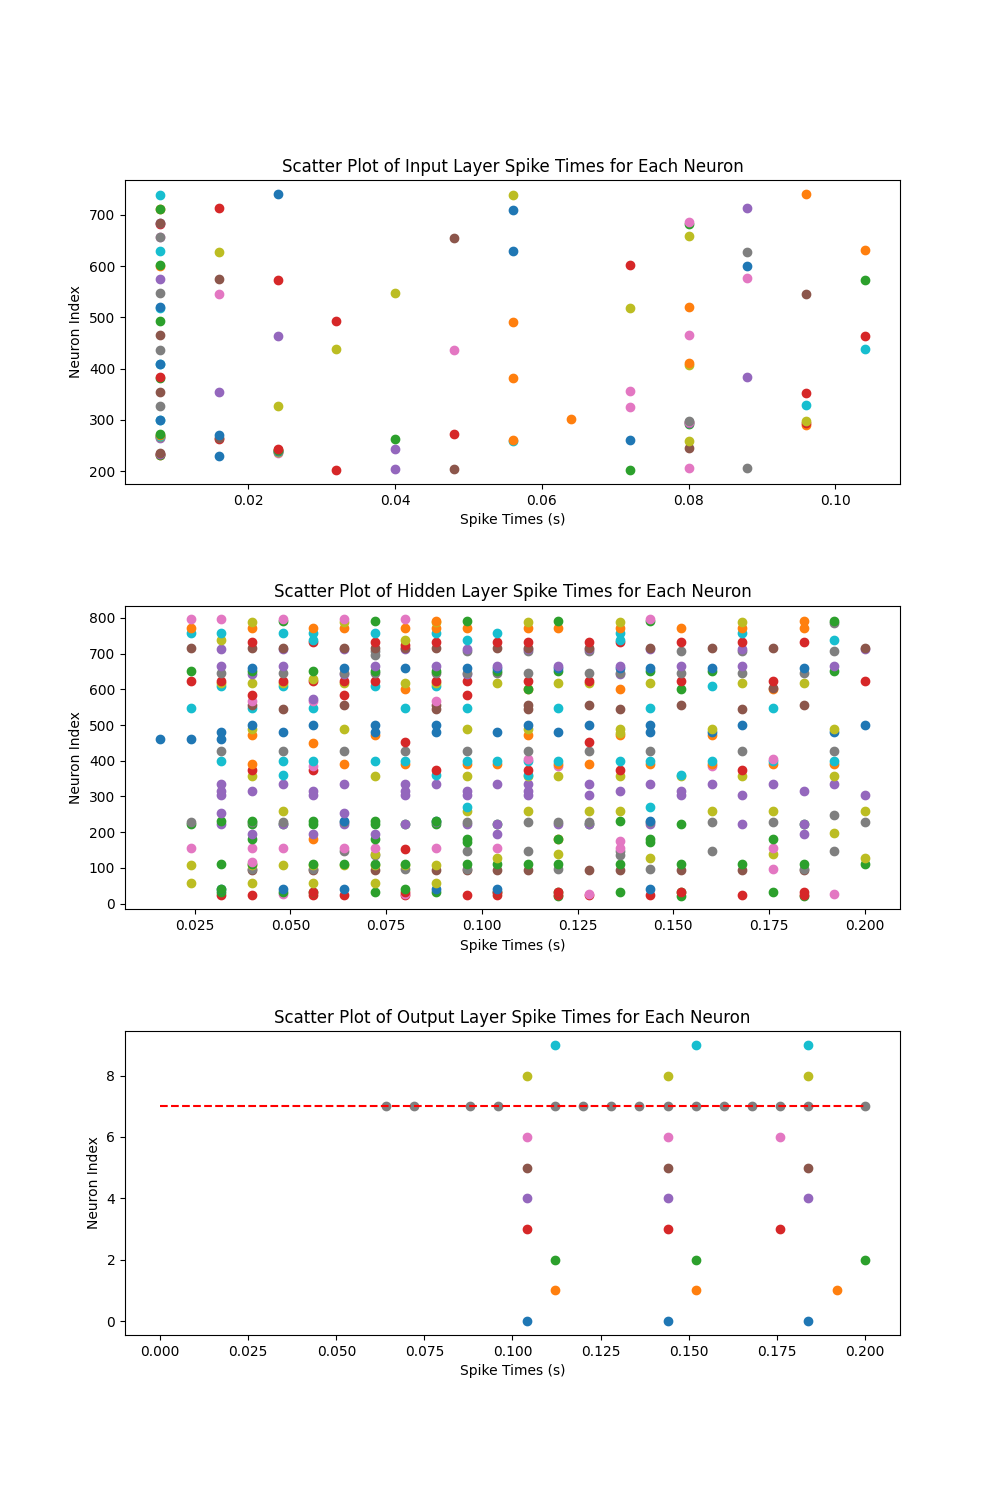 Scatter Plot of Input Layer Spike Times for Each Neuron
Neuron Index
700
600
500
400
300
200
0.02 0.04 0.06 0.08 0.10
Spike Times (s)
Scatter Plot of Hidden Layer Spike Times for Each Neuron
Neuron Index
800
700
600
500
400
300
200
100
0
0.025 0.050 0.075 0.100 0.125 0.150 0.175 0.200
Spike Times (s)
Scatter Plot of Output Layer Spike Times for Each Neuron
Neuron Index
8
6
4
2
0
0.000 0.025 0.050 0.075 0.100 0.125 0.150 0.175 0.200
Spike Times (s)